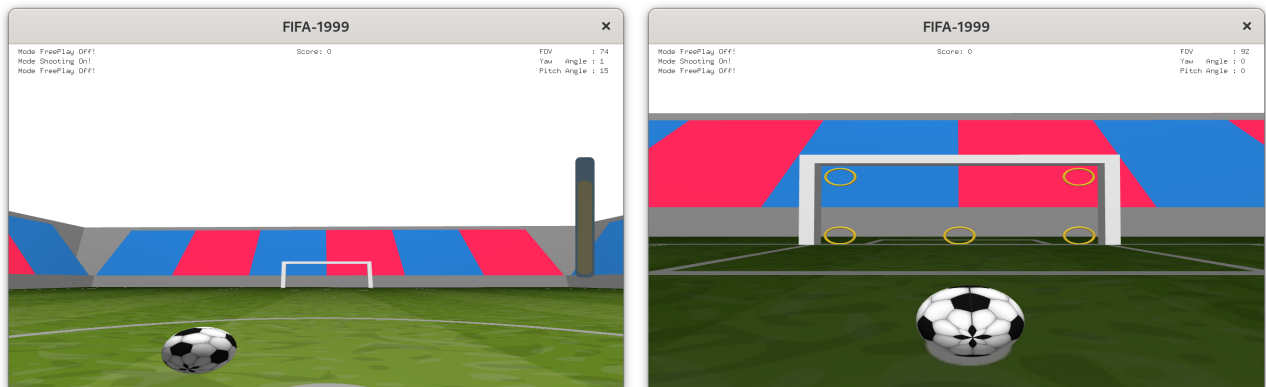 FIFA-1999
×
Mode FreePlay Off!
Mode Shooting On!
Mode FreePlay Off!
Score: 0
FOV : 74
Yaw Angle : 1
Pitch Angle : 15
FIFA-1999
×
Mode FreePlay Off!
Mode Shooting On!
Mode FreePlay Off!
Score: 0
FOV : 92
Yaw Angle : 0
Pitch Angle : 0